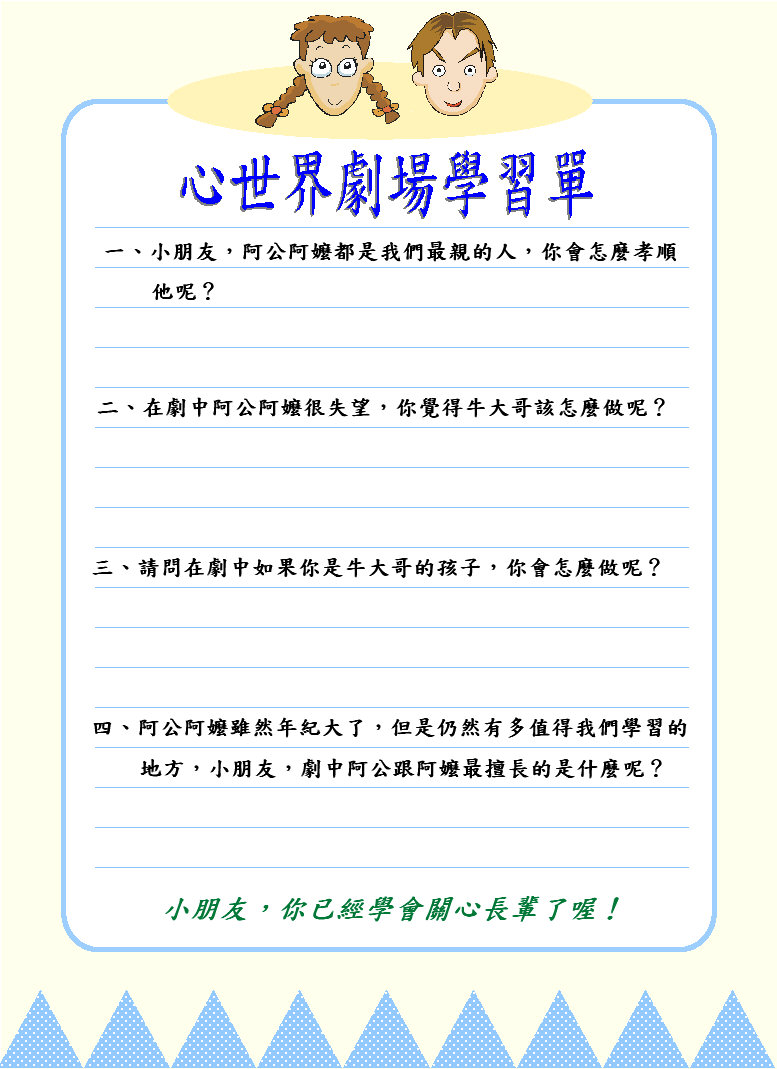 心世界劇場學習單
一、小朋友，阿公阿嬤都是我們最親的人，你會怎麼孝順
他呢？
二、在劇中阿公阿嬤很失望，你覺得牛大哥該怎麼做呢？
三、請問在劇中如果你是牛大哥的孩子，你會怎麼做呢？
四、阿公阿嬤雖然年紀大了，但是仍然有多值得我們學習的
地方，小朋友，劇中阿公跟阿嬤最擅長的是什麼呢？
小朋友，你已經學會關心長輩了喔！